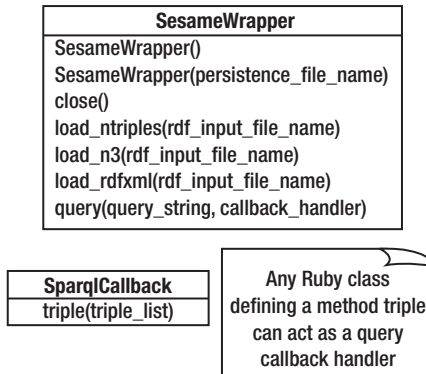 SesameWrapper
SesameWrapper()
SesameWrapper(persistence_file_name)
close()
load_ntriples(rdf_input_file_name)
load_n3(rdf_input_file_name)
load_rdfxml(rdf_input_file_name)
query(query_string, callback_handler)
SparqlCallback
triple(triple_list)
Any Ruby class
defining a method triple
can act as a query
callback handler